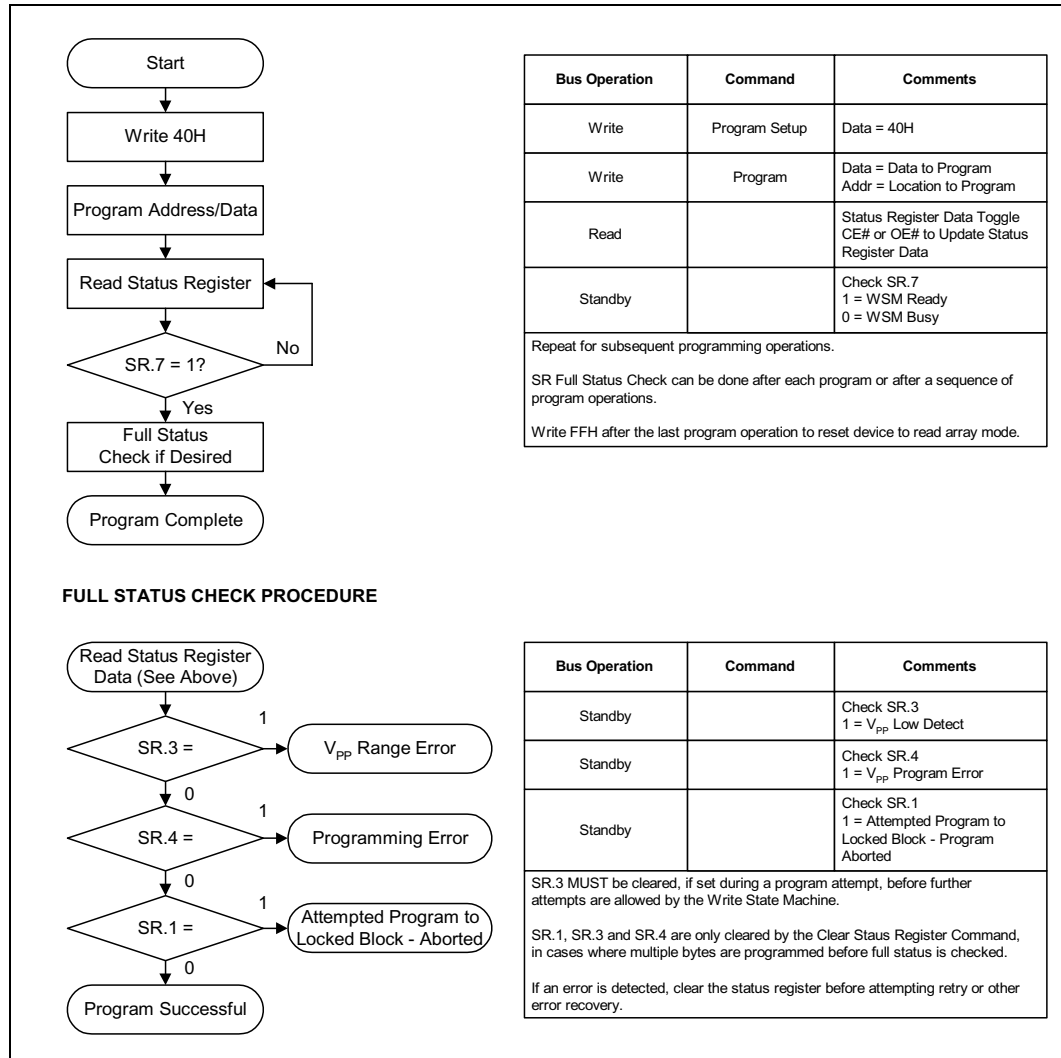 Start
Write 40H
Program Address/Data
Read Status Register
SR.7 = 1?
No
Yes
Full Status
Check if Desired
Program Complete
Bus Operation Command Comments
Write Program Setup Data = 40H
Write Program Data = Data to Program
Addr = Location to Program
Read Status Register Data Toggle
CE# or OE# to Update Status
Register Data
Standby Check SR.7
1 = WSM Ready
0 = WSM Busy
Repeat for subsequent programming operations.
SR Full Status Check can be done after each program or after a sequence of
program operations.
Write FFH after the last program operation to reset device to read array mode.
FULL STATUS CHECK PROCEDURE
Read Status Register
Data (See Above)
SR.3 =
1
VPP Range Error
0
SR.4 =
1
Programming Error
0
SR.1 =
1
Attempted Program to
Locked Block - Aborted
0
Program Successful
Bus Operation Command Comments
Standby Check SR.3
1 = VPP Low Detect
Standby Check SR.4
1 = VPP Program Error
Standby Check SR.1
1 = Attempted Program to
Locked Block - Program
Aborted
SR.3 MUST be cleared, if set during a program attempt, before further
attempts are allowed by the Write State Machine.
SR.1, SR.3 and SR.4 are only cleared by the Clear Staus Register Command,
in cases where multiple bytes are programmed before full status is checked.
If an error is detected, clear the status register before attempting retry or other
error recovery.